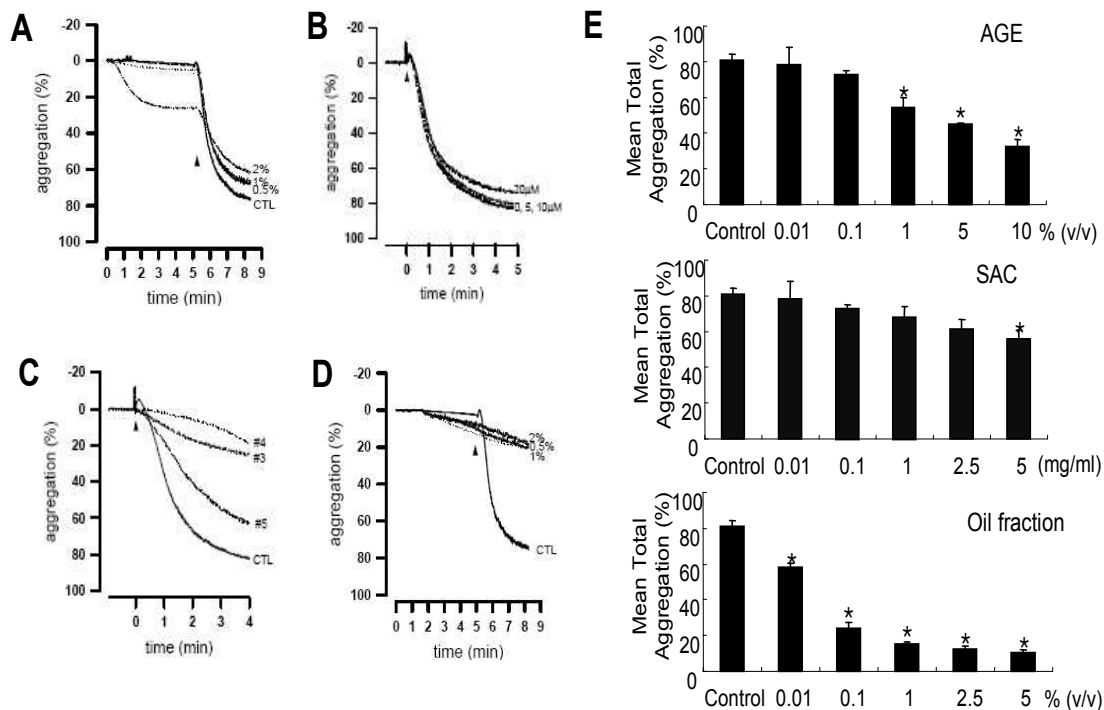 A
-20
0
20
40
60
80
100
aggregation (%)
2%
1%
0.5%
CTL
0 1 2 3 4 5 6 7 8 9
time (min)
B
-20
0
20
40
60
80
100
aggregation (%)
20µM
0, 5, 10µM
0 1 2 3 4 5
time (min)
C
-20
0
20
40
60
80
100
aggregation (%)
#4
#3
#5
CTL
0 1 2 3 4
time (min)
D
-20
0
20
40
60
80
100
aggregation (%)
2%
0.5%
1%
CTL
0 1 2 3 4 5 6 7 8 9
time (min)
E
AGE
Mean Total
Aggregation (%)
100
80
60
40
20
0
* * *
Control 0.01 0.1 1 5 10 % (v/v)
SAC
Mean Total
Aggregation (%)
100
80
60
40
20
0
*
Control 0.01 0.1 1 2.5 5 (mg/ml)
Oil fraction
Mean Total
Aggregation (%)
100
80
60
40
20
0
* * * * *
Control 0.01 0.1 1 2.5 5 % (v/v)